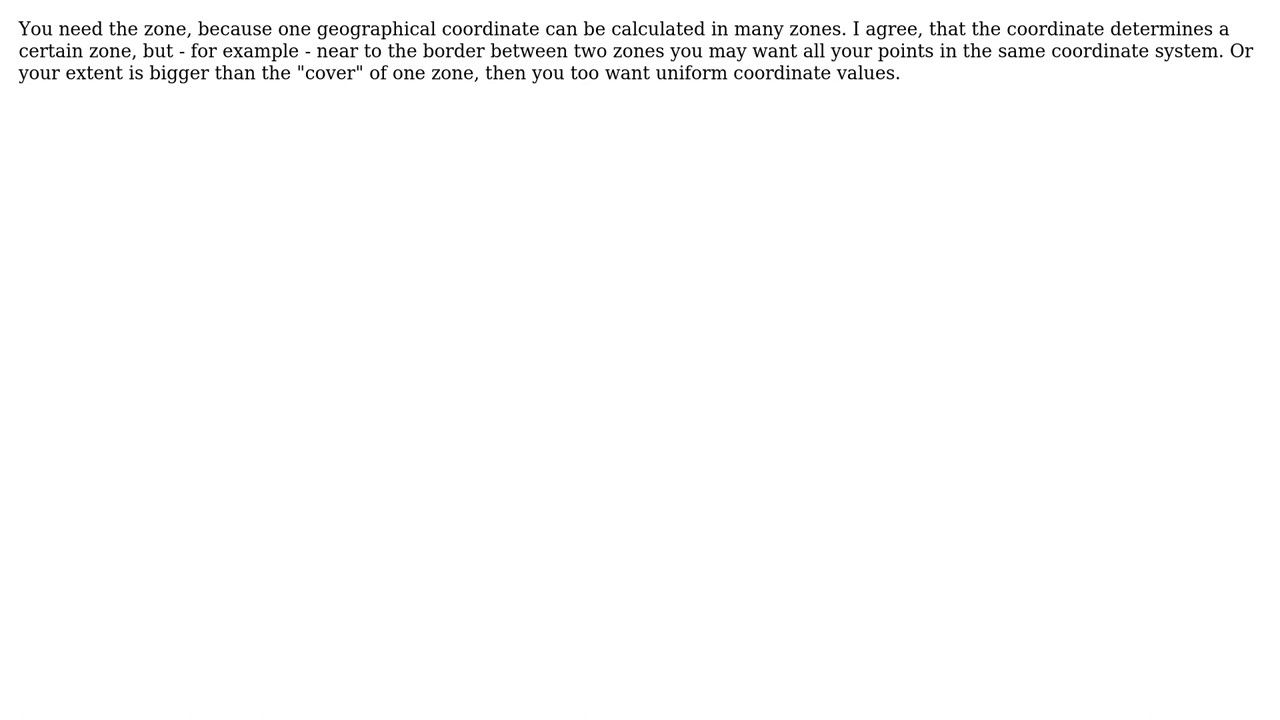 You need the zone, because one geographical coordinate can be calculated in many zones. I agree, that the coordinate determines a
certain zone, but - for example - near to the border between two zones you may want all your points in the same coordinate system. Or
your extent is bigger than the "cover" of one zone, then you too want uniform coordinate values.